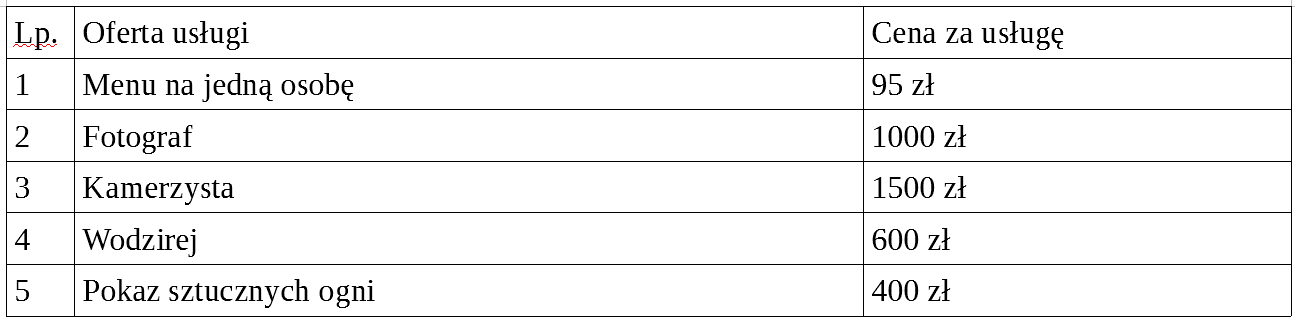 Lp. Oferta usługi Cena za usługę
1 Menu na jedną osobę 95 zł
2 Fotograf 1000 zł
3 Kamerzysta 1500 zł
4 Wodzirej 600 zł
5 Pokaz sztucznych ogni 400 zł